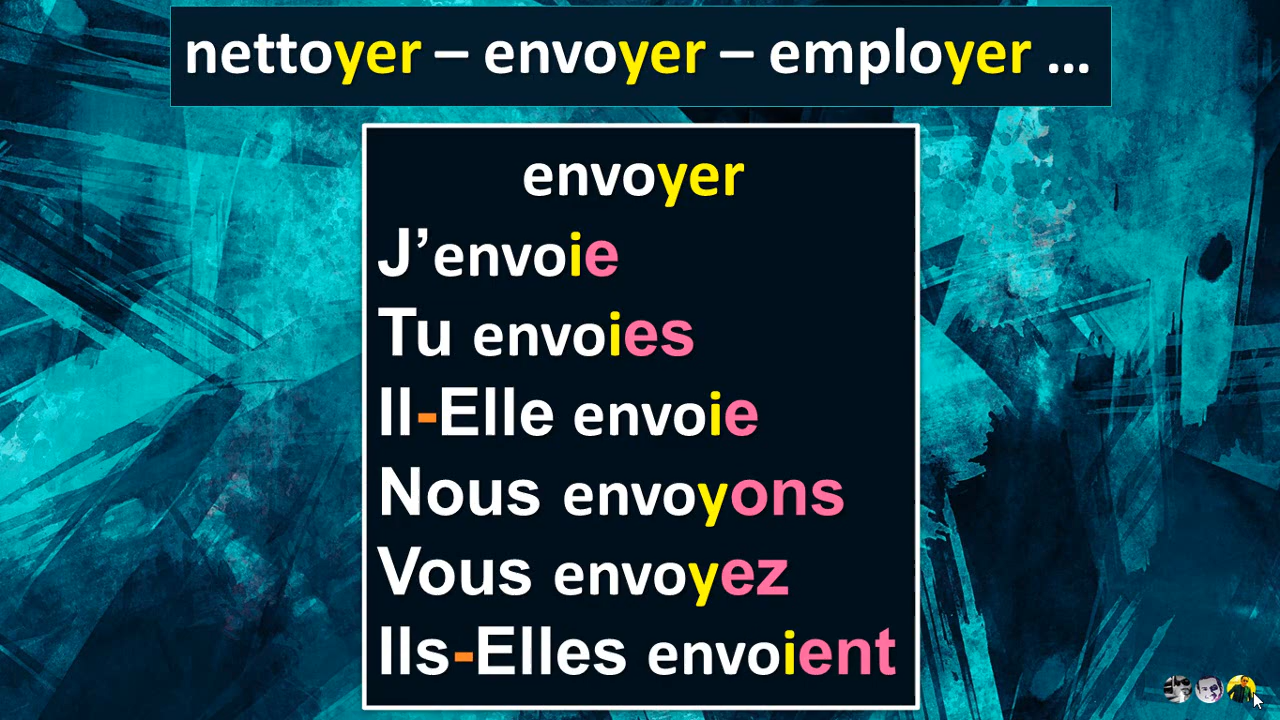 nettoyer – envoyer – employer ...
envoyer
J’envoie
Tu envoies
Il-Elle envoie
Nous envoyons
Vous envoyez
Ils-Elles envoient